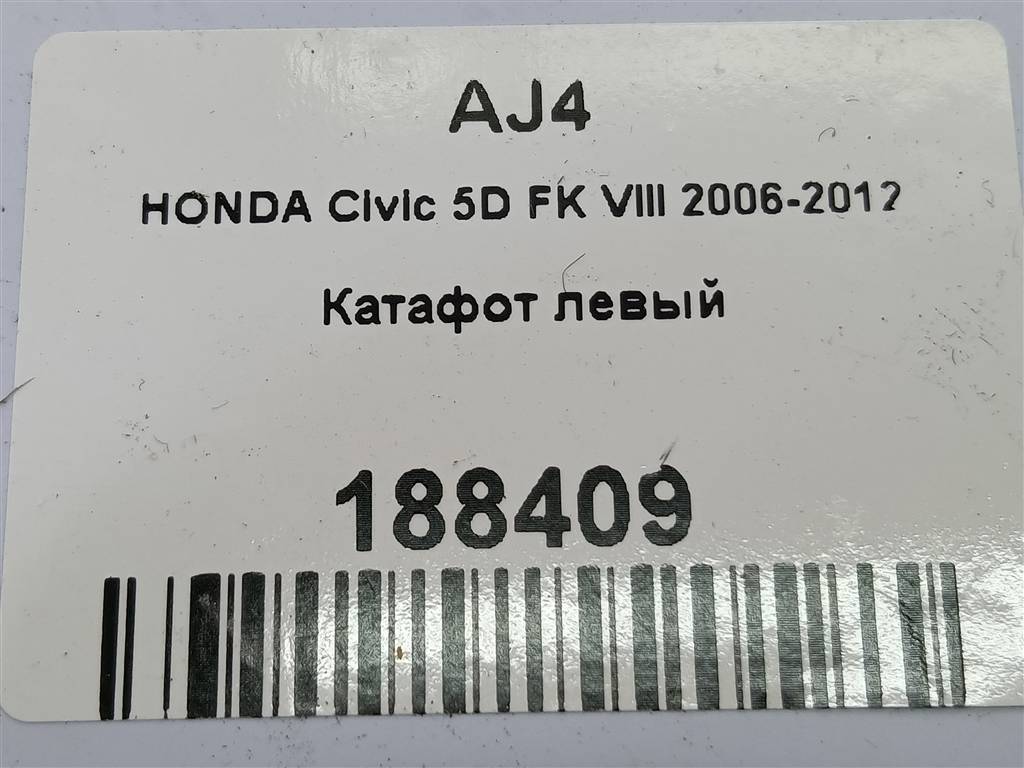 AJ4
HONDA Civic 5D FK VIII 2006-2012
Катафот левый
188409